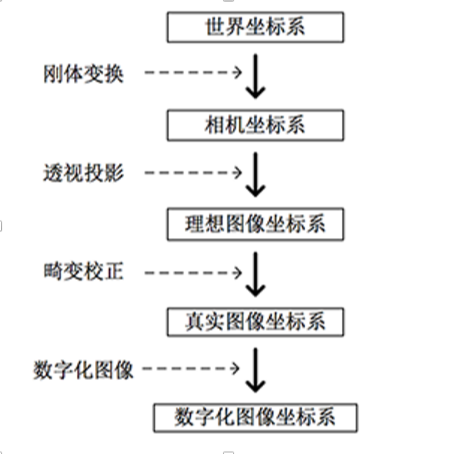 世界坐标系
刚体变换
相机坐标系
透视投影
理想图像坐标系
畸变校正
真实图像坐标系
数字化图像
数字化图像坐标系